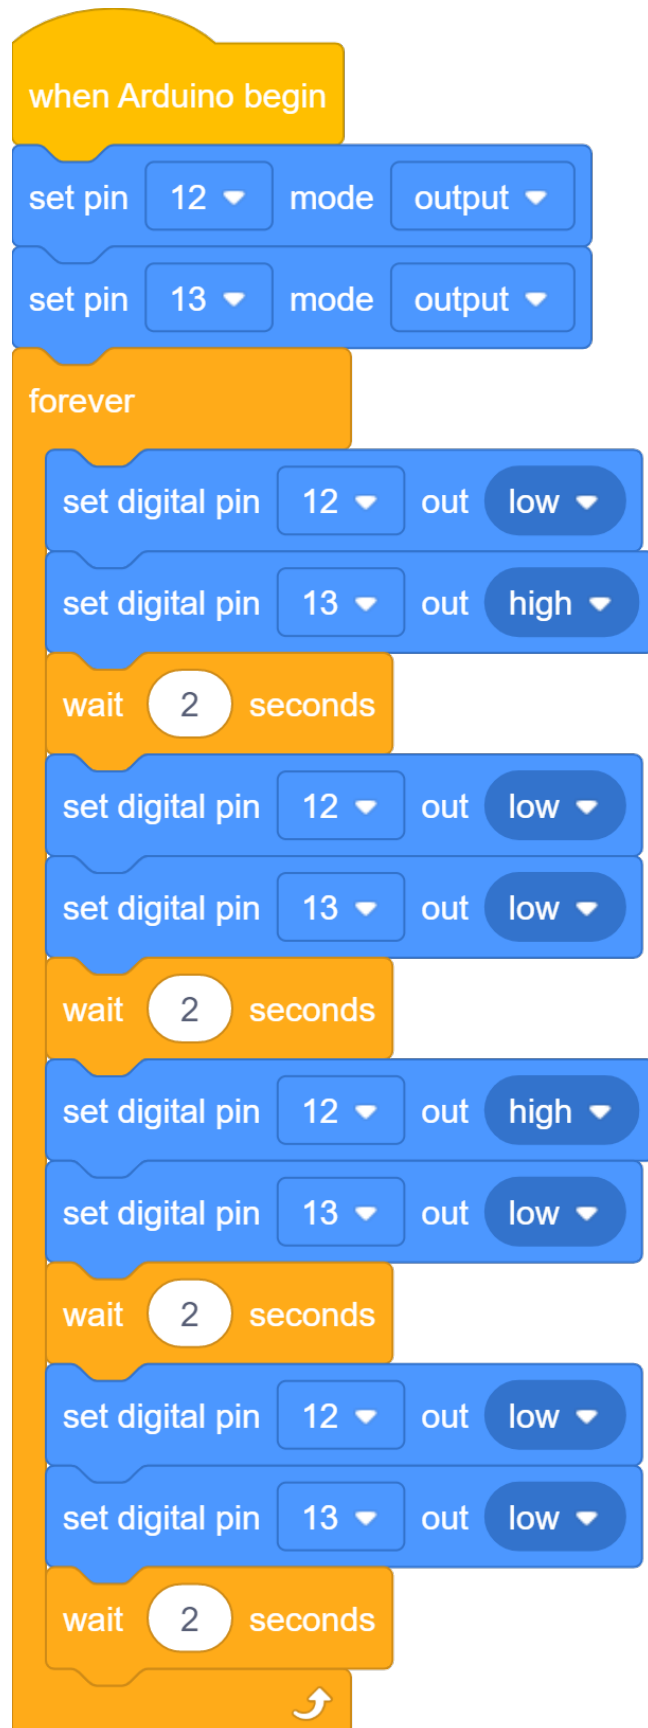 when Arduino begin
set pin 12 mode output
set pin 13 mode output
forever
set digital pin 12 out low
set digital pin 13 out high
wait 2 seconds
set digital pin 12 out low
set digital pin 13 out low
wait 2 seconds
set digital pin 12 out high
set digital pin 13 out low
wait 2 seconds
set digital pin 12 out low
set digital pin 13 out low
wait 2 seconds